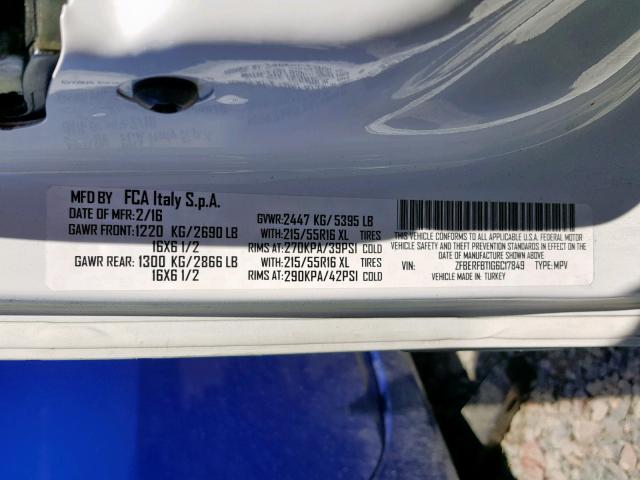 MFD BY FCA Italy S.p.A.
DATE OF MFR: 2/16
GAWR FRONT: 1220 KG/2690 LB
16X6 1/2
GAWR REAR: 1300 KG/2866 LB
16X6 1/2
GVWR: 2447 KG/5395 LB
WITH: 215/55R16 XL TIRES
RIMS AT: 270KPA/39PSI COLD
WITH: 215/55R16 XL TIRES
RIMS AT: 290KPA/42PSI COLD
THIS VEHICLE CONFORMS TO ALL APPLICABLE U.S.A. FEDERAL MOTOR
VEHICLE SAFETY AND THEFT PREVENTION STANDARDS IN EFFECT ON THE
DATE OF MANUFACTURE SHOWN ABOVE
VIN: ZFBERFBT1G6C17849 TYPE: MPV
VEHICLE MADE IN: TURKEY